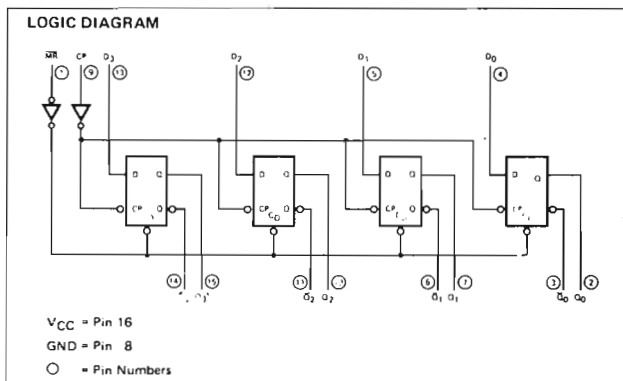 LOGIC DIAGRAM
MR CP D3 D2 D1 D0
1 9 13 12 5 4
D Q D Q D Q D Q
CP Q CP Q CP Q CP
CD
14 15 11 6 7 3 2
Q2 Q2 Q1 Q1 Q0 Q0
VCC = Pin 16
GND = Pin 8
= Pin Numbers